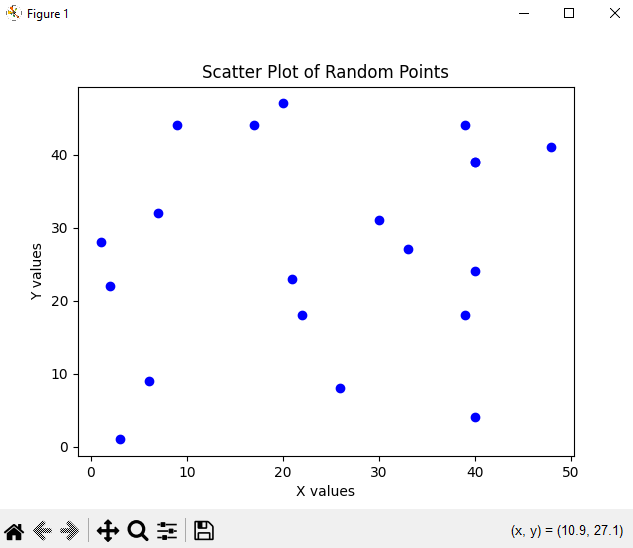 Figure 1
Scatter Plot of Random Points
40
30
20
10
0
Y values
0 10 20 30 40 50
X values
(x, y) = (10.9, 27.1)